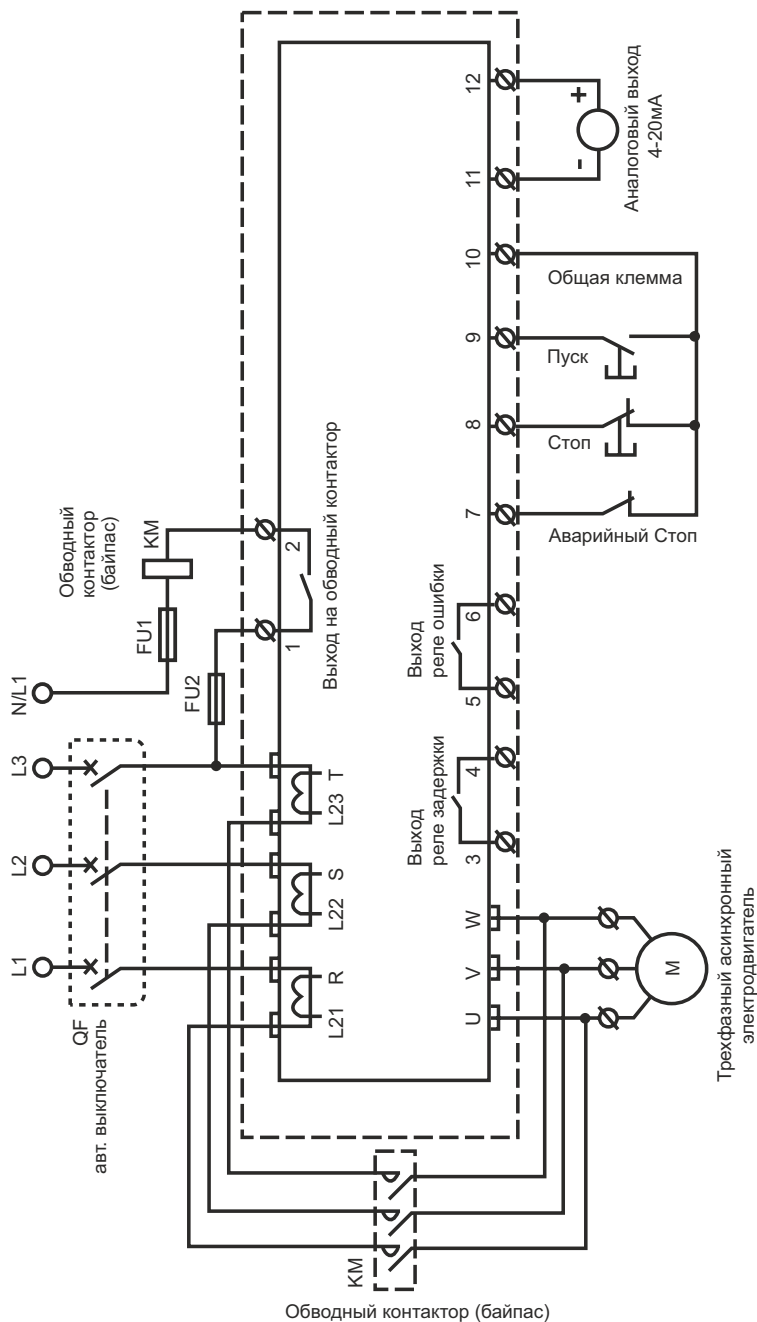 N/L1
L3
L2
L1
QF
авт. выключатель
Обводный
контактор
(байпас)
KM
FU1
FU2
1
2
Выход на обводный контактор
L21
R
L22
S
L23
T
U
V
W
Выход
реле задержки
3
4
Выход
реле ошибки
5
6
7
8
9
10
11
12
Аварийный Стоп
Стоп
Пуск
Общая клемма
-
+
Аналоговый выход
4-20мА
M
Трехфазный асинхронный
электродвигатель
KM
Обводный контактор (байпас)